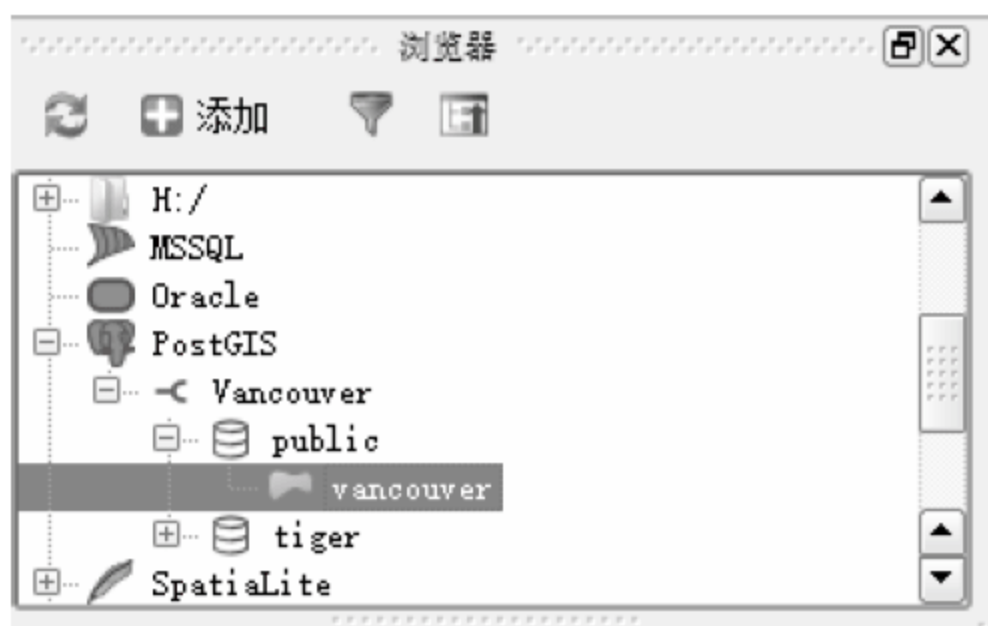 浏览器
添加
H:/
MSSQL
Oracle
PostGIS
Vancouver
public
vancouver
tiger
SpatiaLite